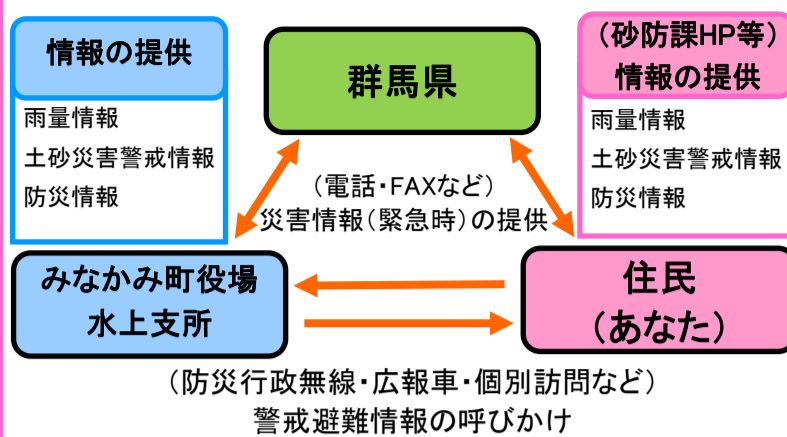 情報の提供
雨量情報
土砂災害警戒情報
防災情報
群馬県
(砂防課HP等)
情報の提供
雨量情報
土砂災害警戒情報
防災情報
(電話・FAXなど)
災害情報(緊急時)の提供
みなかみ町役場
水上支所
住民
(あなた)
(防災行政無線・広報車・個別訪問など)
警戒避難情報の呼びかけ